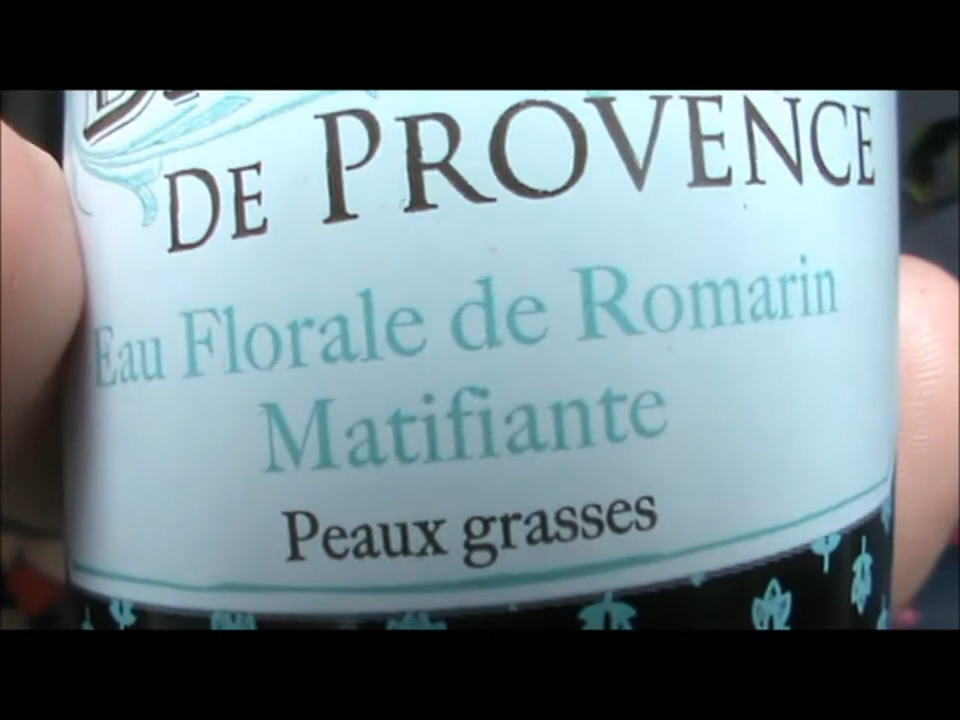 DE PROVENCE
Eau Florale de Romarin
Matifiante
Peaux grasses